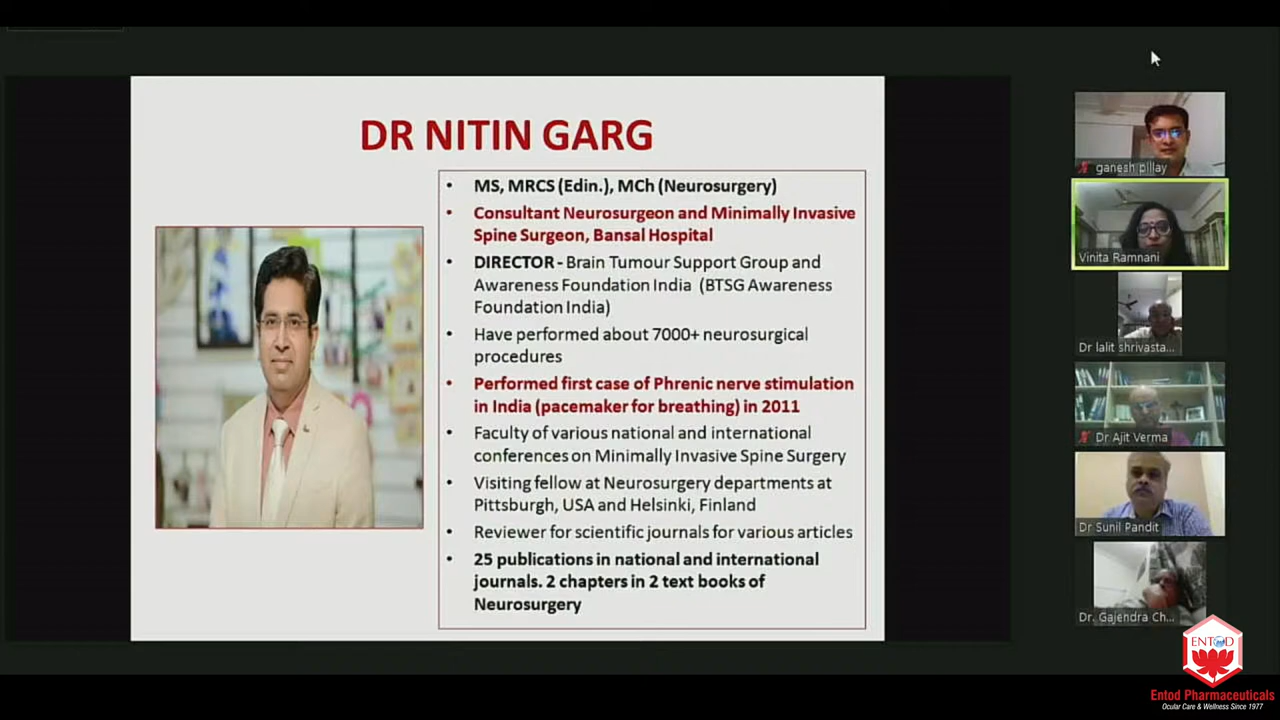 DR NITIN GARG
• MS, MRCS (Edin.), MCh (Neurosurgery)
• Consultant Neurosurgeon and Minimally Invasive
Spine Surgeon, Bansal Hospital
• DIRECTOR - Brain Tumour Support Group and
Awareness Foundation India (BTSG Awareness
Foundation India)
• Have performed about 7000+ neurosurgical
procedures
• Performed first case of Phrenic nerve stimulation
in India (pacemaker for breathing) in 2011
• Faculty of various national and international
conferences on Minimally Invasive Spine Surgery
• Visiting fellow at Neurosurgery departments at
Pittsburgh, USA and Helsinki, Finland
• Reviewer for scientific journals for various articles
• 25 publications in national and international
journals. 2 chapters in 2 text books of
Neurosurgery
ganesh pillay
Vinita Ramnani
Dr lalit shrivasta...
Dr Ajit Verma
Dr Sunil Pandit
Dr. Gajendra Ch...
ENTOD
Entod Pharmaceuticals
Ocular Care & Wellness Since 1977